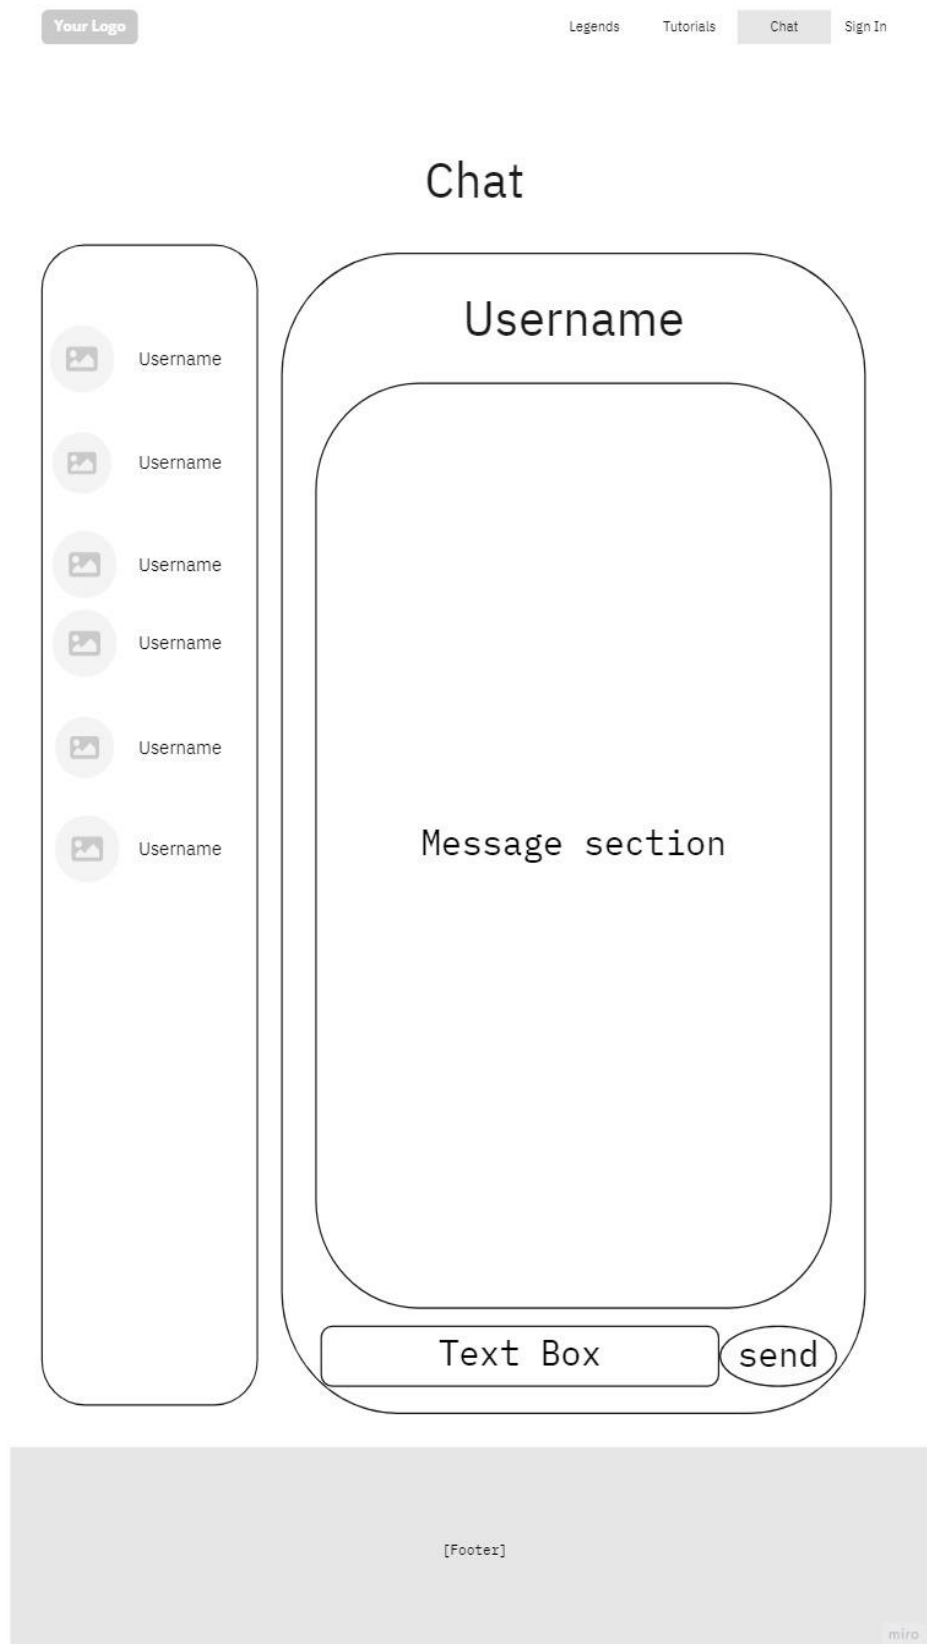 Your Logo
Legends
Tutorials
Chat
Sign In
Chat
Username
Username
Username
Username
Username
Username
Username
Message section
Text Box
send
[Footer]
miro